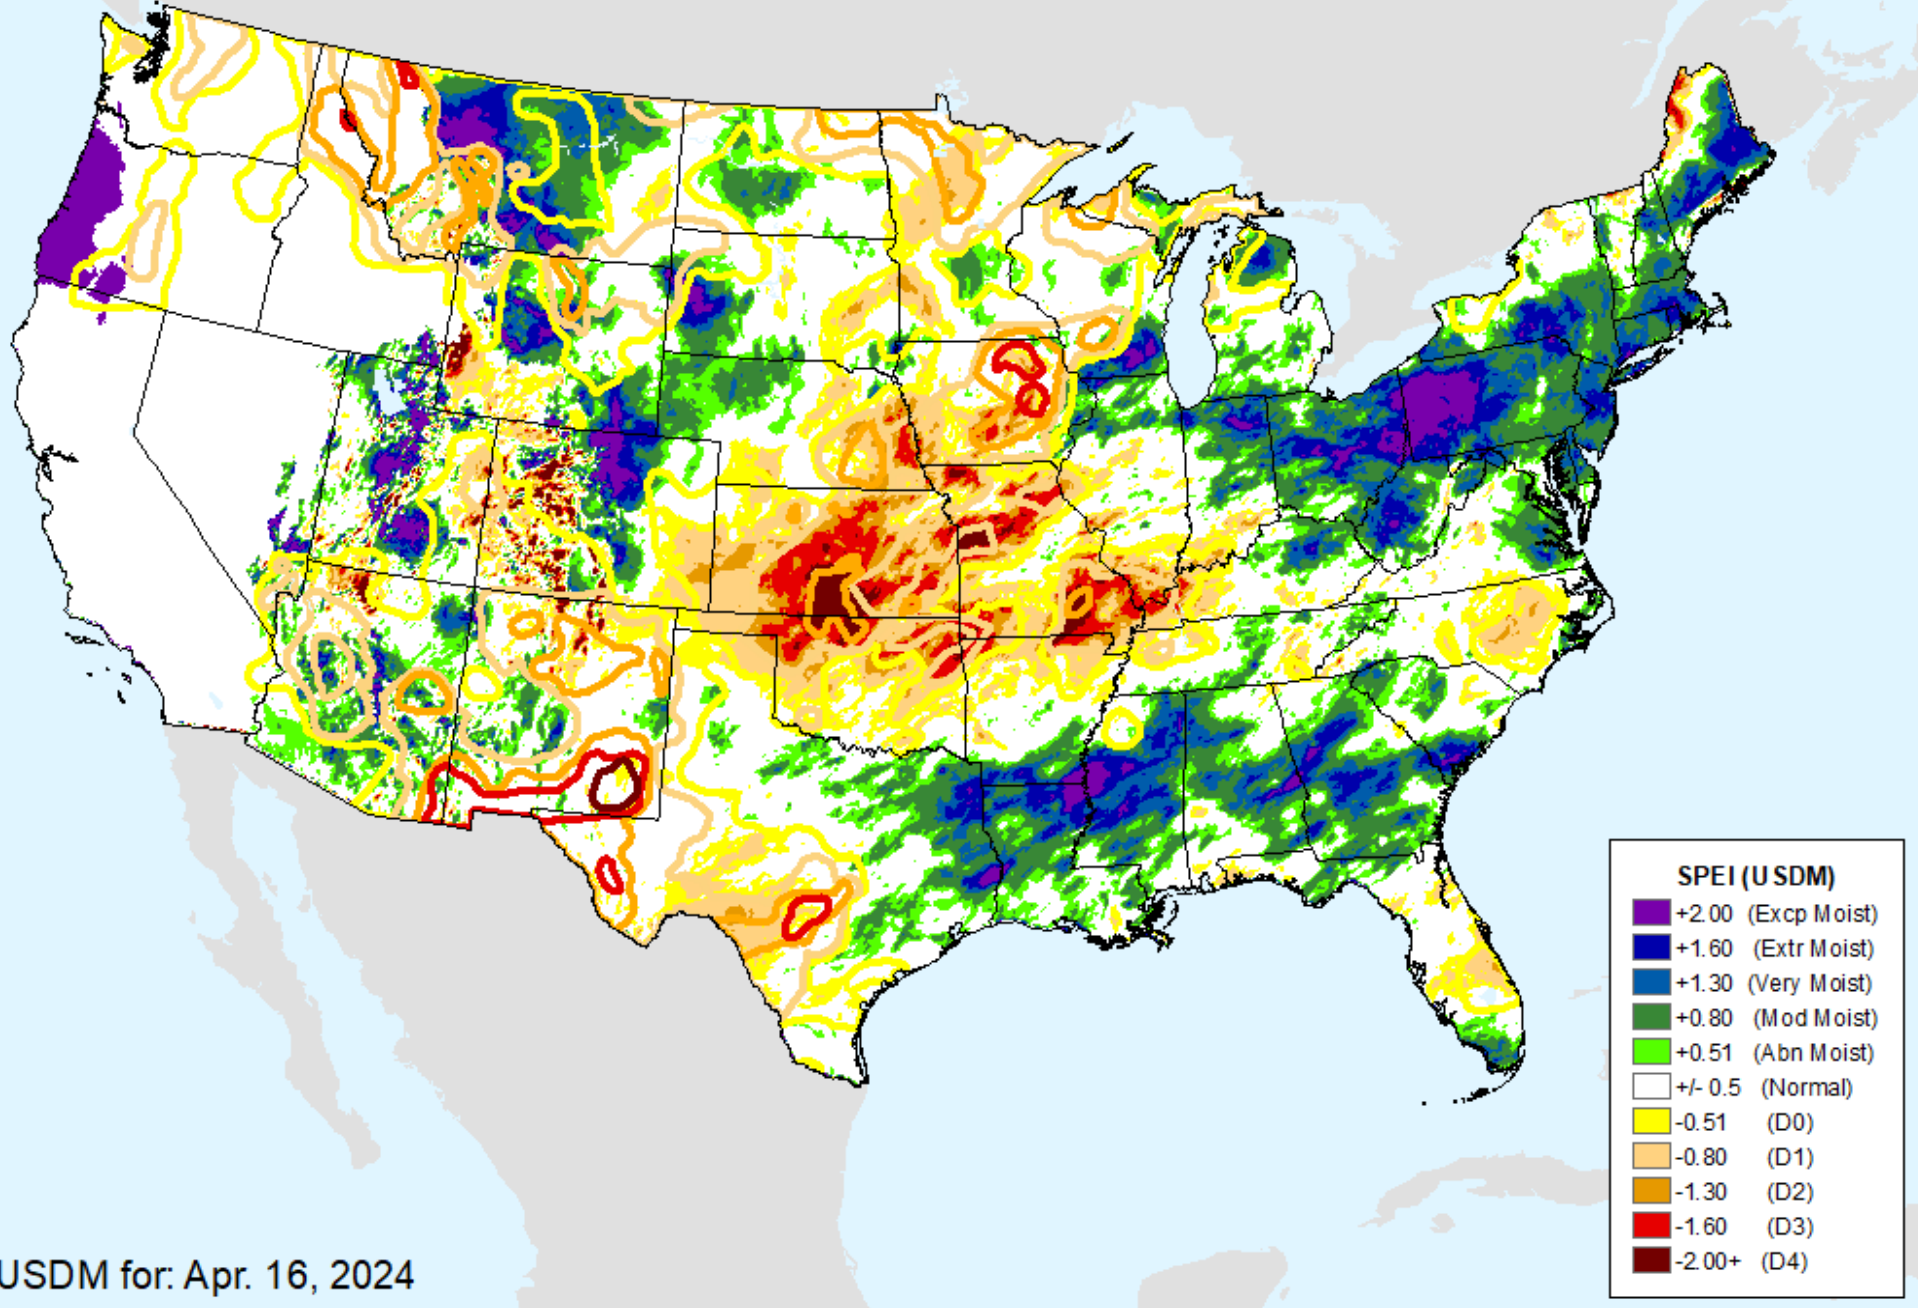 SPEI (USDM)
+2.00 (Excp Moist)
+1.60 (Extr Moist)
+1.30 (Very Moist)
+0.80 (Mod Moist)
+0.51 (Abn Moist)
+/- 0.5 (Normal)
-0.51 (D0)
-0.80 (D1)
-1.30 (D2)
-1.60 (D3)
-2.00+ (D4)
USDM for: Apr. 16, 2024